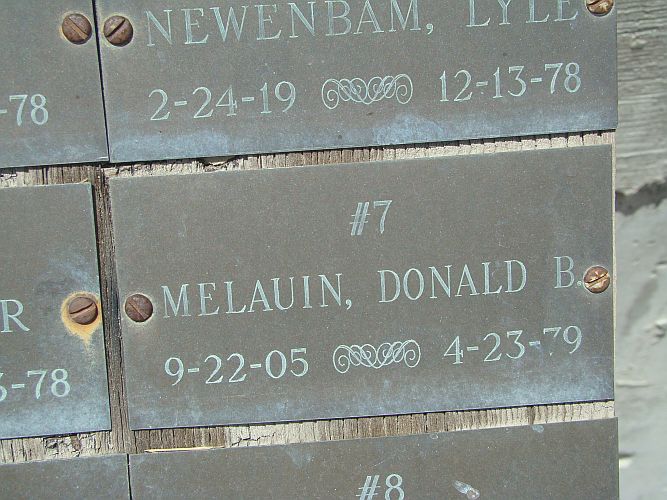 NEWENBAM, LYLE
-78
2-24-19 12-13-78
#7
MELAUIN, DONALD B.
R
9-22-05 4-23-79
-78
#8